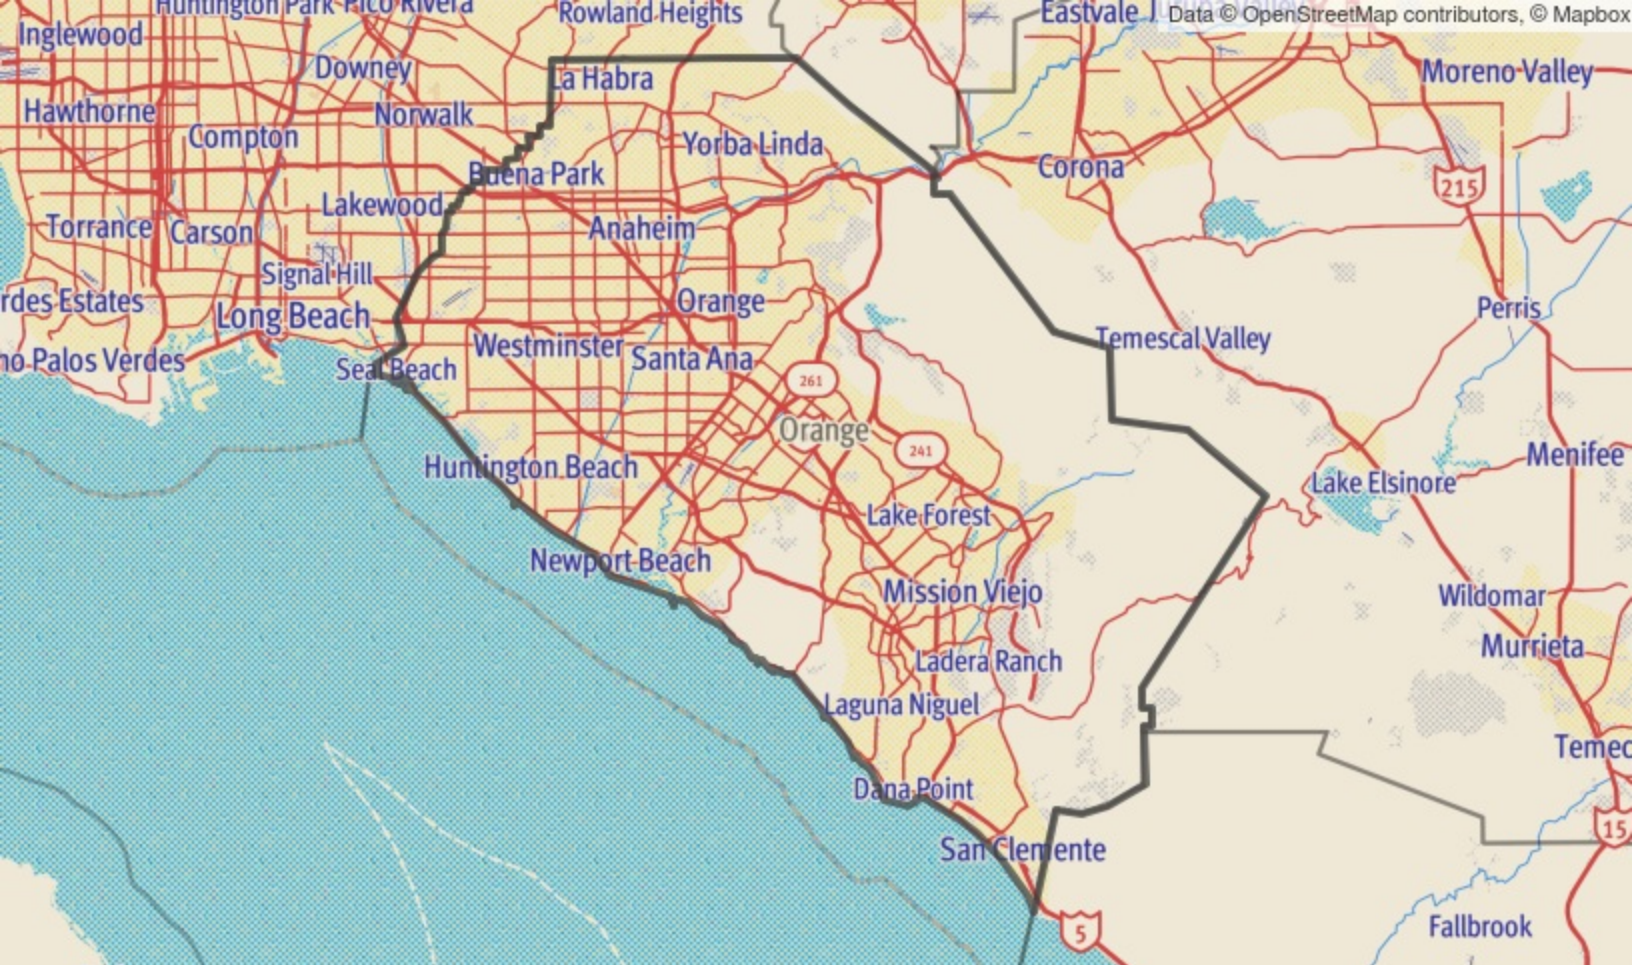 Huntington Park
Pico Rivera
Rowland Heights
Eastvale
Data © OpenStreetMap contributors, © Mapbox
Inglewood
Downey
La Habra
Moreno Valley
Hawthorne
Norwalk
Compton
Yorba Linda
Corona
Buena Park
215
Lakewood
Torrance
Carson
Anaheim
Signal Hill
rdes Estates
Long Beach
Orange
Perris
Westminster
Santa Ana
Temescal Valley
ho Palos Verdes
Seal Beach
261
Orange
241
Huntington Beach
Menifee
Lake Elsinore
Lake Forest
Newport Beach
Mission Viejo
Wildomar
Murrieta
Ladera Ranch
Laguna Niguel
Temec
Dana Point
15
San Clemente
5
Fallbrook